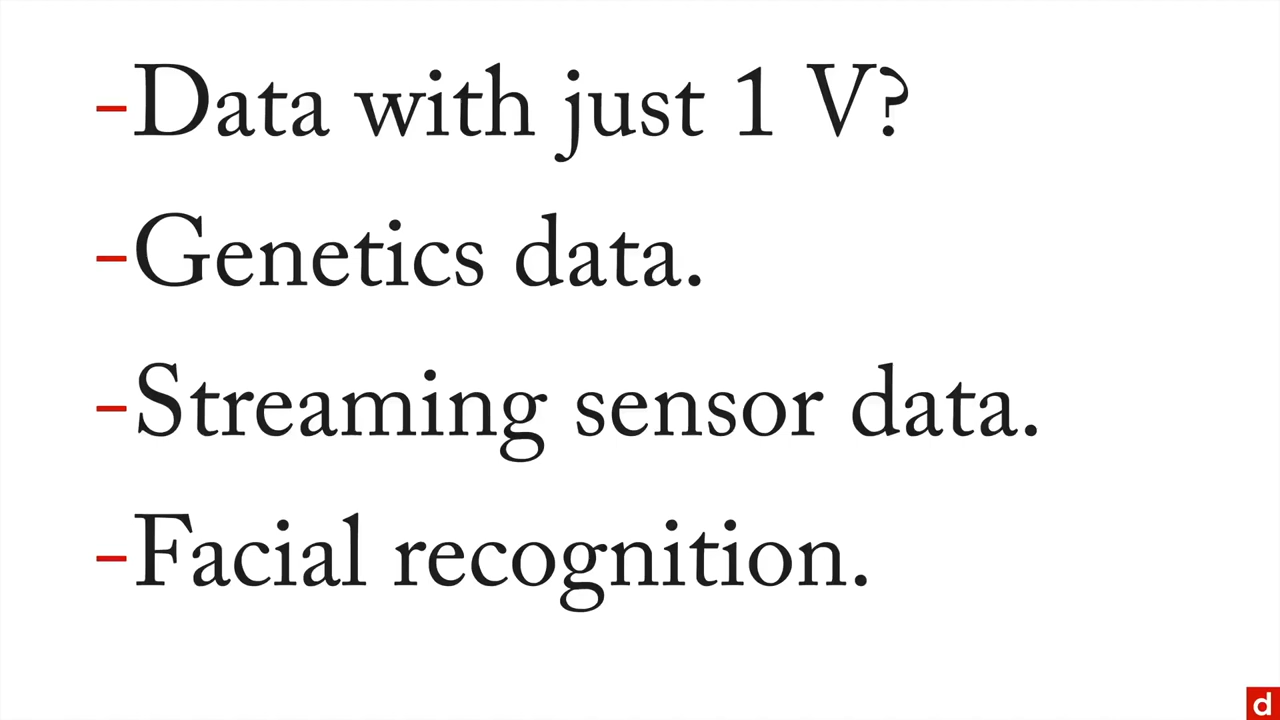 -Data with just 1 V?
-Genetics data.
-Streaming sensor data.
-Facial recognition.
d